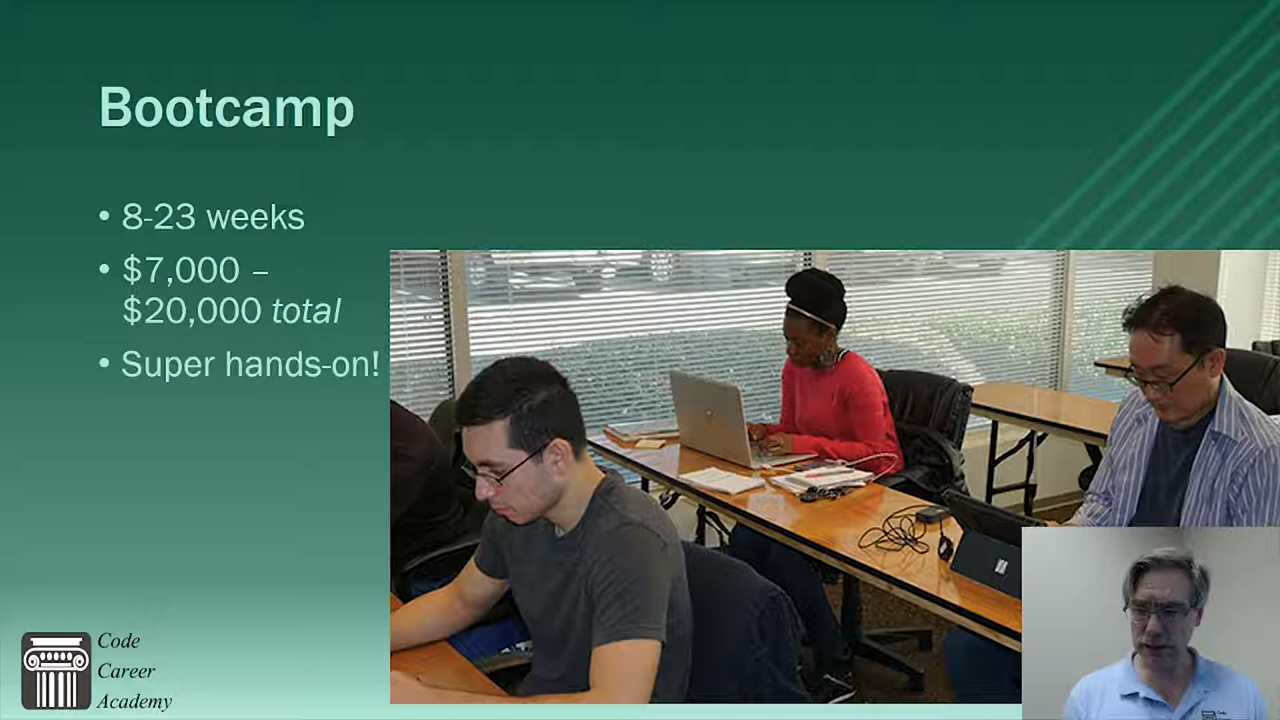 Bootcamp
• 8-23 weeks
• $7,000 –
$20,000 total
• Super hands-on!
Code
Career
Academy